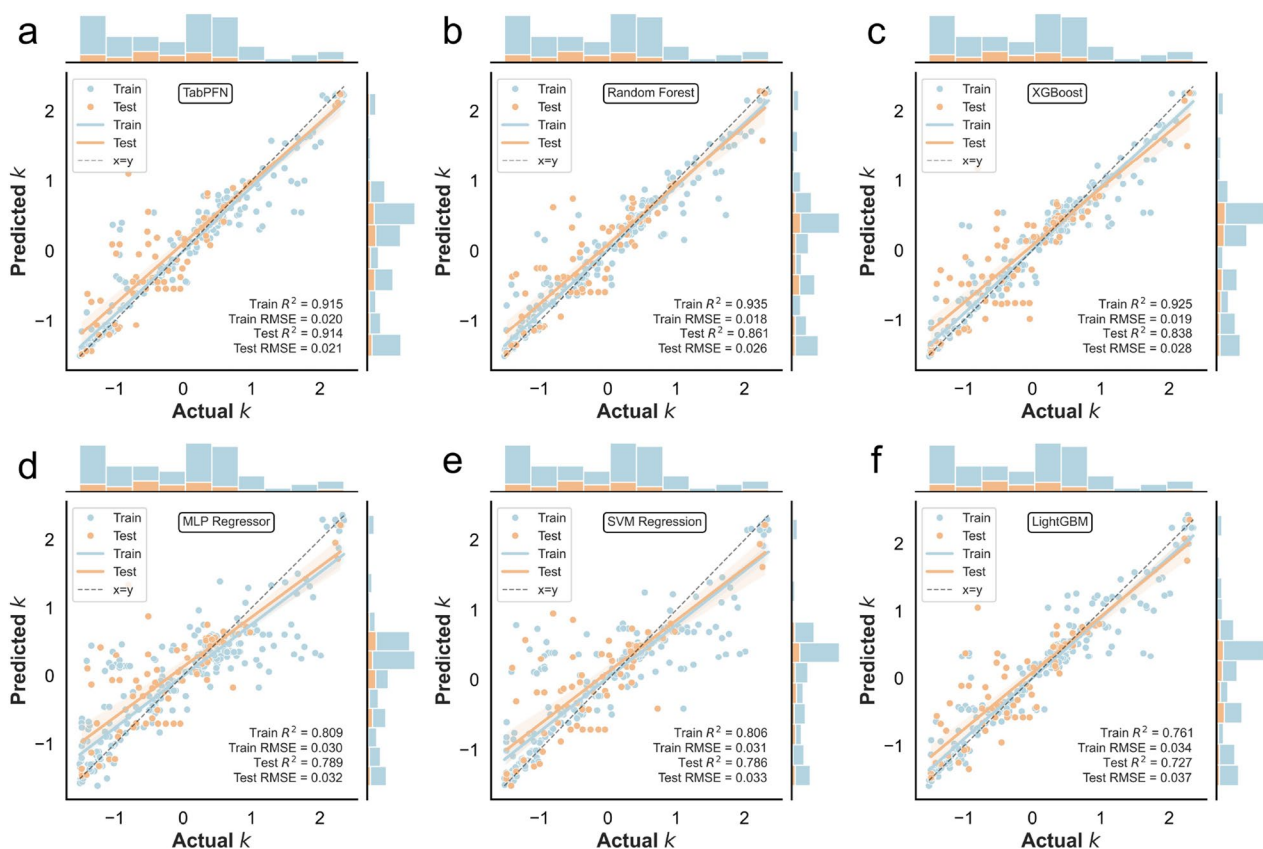 a
Train
Test
Train
Test
x=y
TabPFN
Predicted k
2
1
0
−1
Train R² = 0.915
Train RMSE = 0.020
Test R² = 0.914
Test RMSE = 0.021
−1 0 1 2
Actual k
b
Train
Test
Train
Test
x=y
Random Forest
Predicted k
2
1
0
−1
Train R² = 0.935
Train RMSE = 0.018
Test R² = 0.861
Test RMSE = 0.026
−1 0 1 2
Actual k
c
Train
Test
Train
Test
x=y
XGBoost
Predicted k
2
1
0
−1
Train R² = 0.925
Train RMSE = 0.019
Test R² = 0.838
Test RMSE = 0.028
−1 0 1 2
Actual k
d
Train
Test
Train
Test
x=y
MLP Regressor
Predicted k
2
1
0
−1
Train R² = 0.809
Train RMSE = 0.030
Test R² = 0.789
Test RMSE = 0.032
−1 0 1 2
Actual k
e
Train
Test
Train
Test
x=y
SVM Regression
Predicted k
2
1
0
−1
Train R² = 0.806
Train RMSE = 0.031
Test R² = 0.786
Test RMSE = 0.033
−1 0 1 2
Actual k
f
Train
Test
Train
Test
x=y
LightGBM
Predicted k
2
1
0
−1
Train R² = 0.761
Train RMSE = 0.034
Test R² = 0.727
Test RMSE = 0.037
−1 0 1 2
Actual k